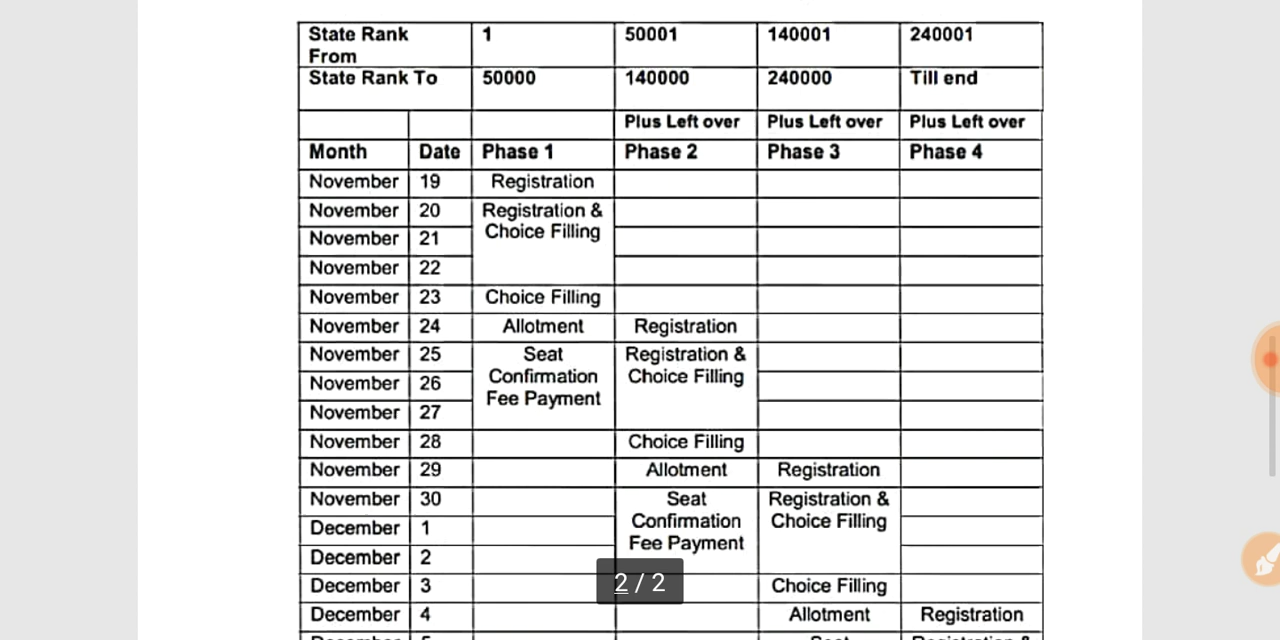 State Rank From 1 50001 140001 240001
State Rank To 50000 140000 240000 Till end
Plus Left over Plus Left over Plus Left over
Month Date Phase 1 Phase 2 Phase 3 Phase 4
November 19 Registration
November 20 Registration &
November 21 Choice Filling
November 22
November 23 Choice Filling
November 24 Allotment Registration
November 25 Seat Registration &
November 26 Confirmation Choice Filling
November 27 Fee Payment
November 28 Choice Filling
November 29 Allotment Registration
November 30 Seat Registration &
December 1 Confirmation Choice Filling
December 2 Fee Payment
2 / 2
December 3 Choice Filling
December 4 Allotment Registration